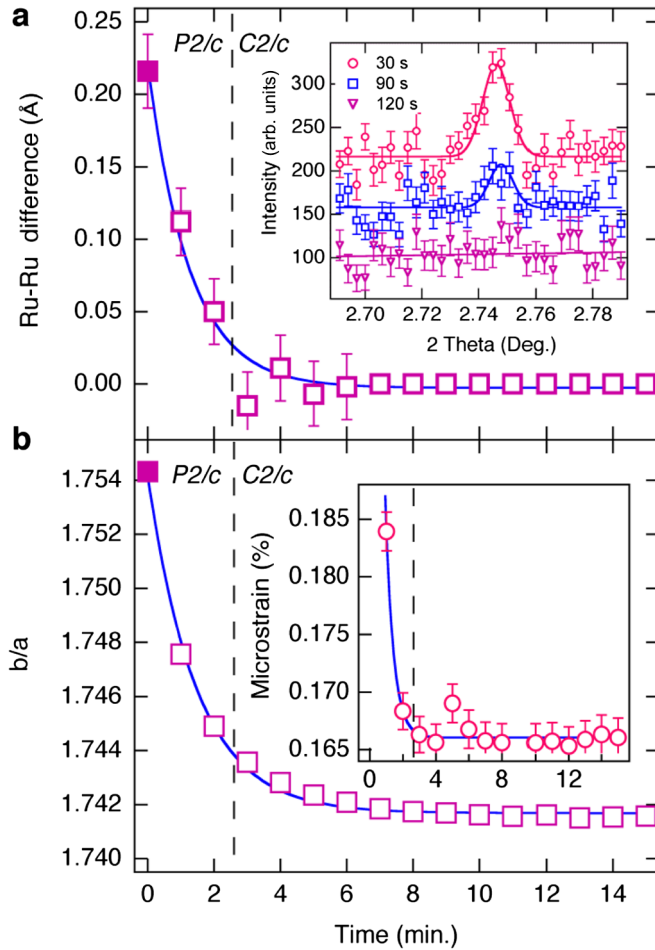 a
P2/c C2/c
0.25
0.20
0.15
0.10
0.05
0.00
Ru-Ru difference (Å)
30 s
90 s
120 s
300
250
200
150
100
Intensity (arb. units)
2.70 2.72 2.74 2.76 2.78
2 Theta (Deg.)
b
P2/c C2/c
1.754
1.752
1.750
1.748
1.746
1.744
1.742
1.740
b/a
0.185
0.180
0.175
0.170
0.165
Microstrain (%)
0 4 8 12
0 2 4 6 8 10 12 14
Time (min.)